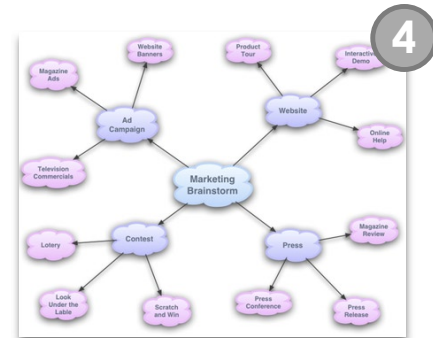 4
Website
Banners
Product
Tour
Interactive
Demo
Magazine
Ads
Ad
Campaign
Website
Online
Help
Television
Commercials
Marketing
Brainstorm
Magazine
Review
Lotery
Contest
Press
Look
Under the
Lable
Scratch
and Win
Press
Conference
Press
Release